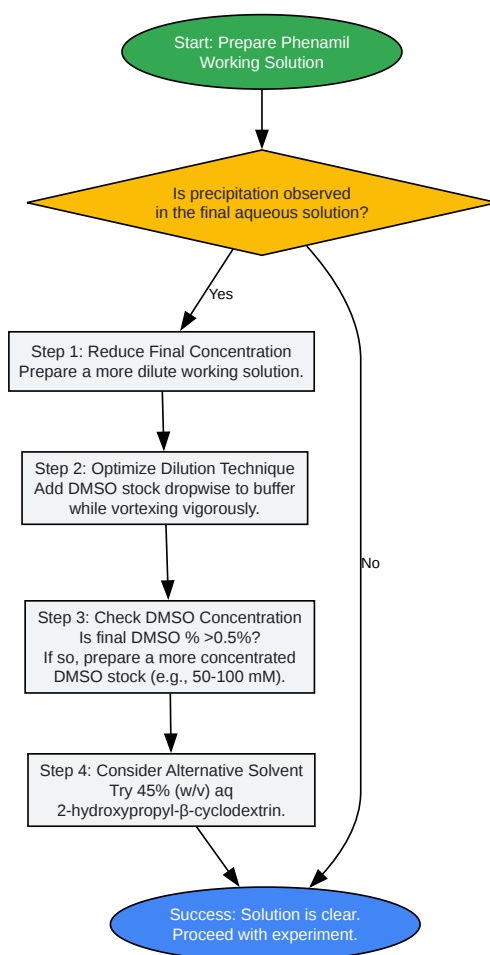 Start: Prepare Phenamil
Working Solution
Is precipitation observed
in the final aqueous solution?
Yes
Step 1: Reduce Final Concentration
Prepare a more dilute working solution.
Step 2: Optimize Dilution Technique
Add DMSO stock dropwise to buffer
while vortexing vigorously.
No
Step 3: Check DMSO Concentration
Is final DMSO % >0.5%?
If so, prepare a more concentrated
DMSO stock (e.g., 50-100 mM).
Step 4: Consider Alternative Solvent
Try 45% (w/v) aq
2-hydroxypropyl-β-cyclodextrin.
Success: Solution is clear.
Proceed with experiment.